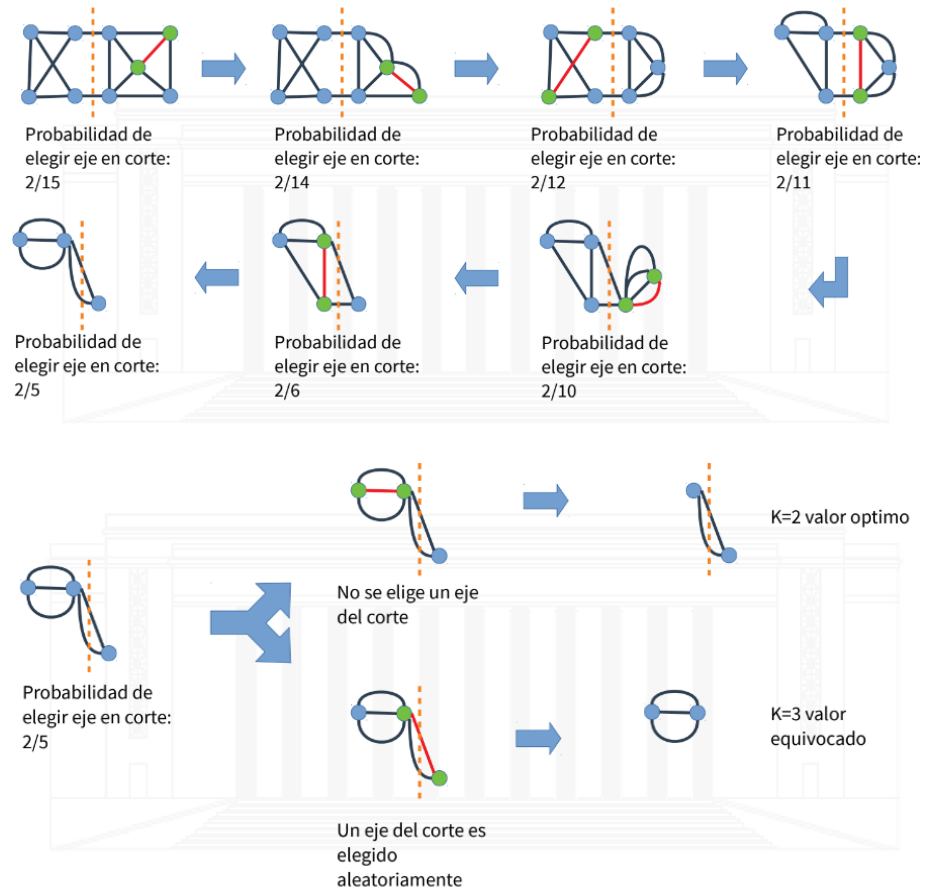 Probabilidad de
elegir eje en corte:
2/15
Probabilidad de
elegir eje en corte:
2/14
Probabilidad de
elegir eje en corte:
2/12
Probabilidad de
elegir eje en corte:
2/11
Probabilidad de
elegir eje en corte:
2/5
Probabilidad de
elegir eje en corte:
2/6
Probabilidad de
elegir eje en corte:
2/10
K=2 valor optimo
No se elige un eje
del corte
Probabilidad de
elegir eje en corte:
2/5
K=3 valor
equivocado
Un eje del corte es
elegido
aleatoriamente